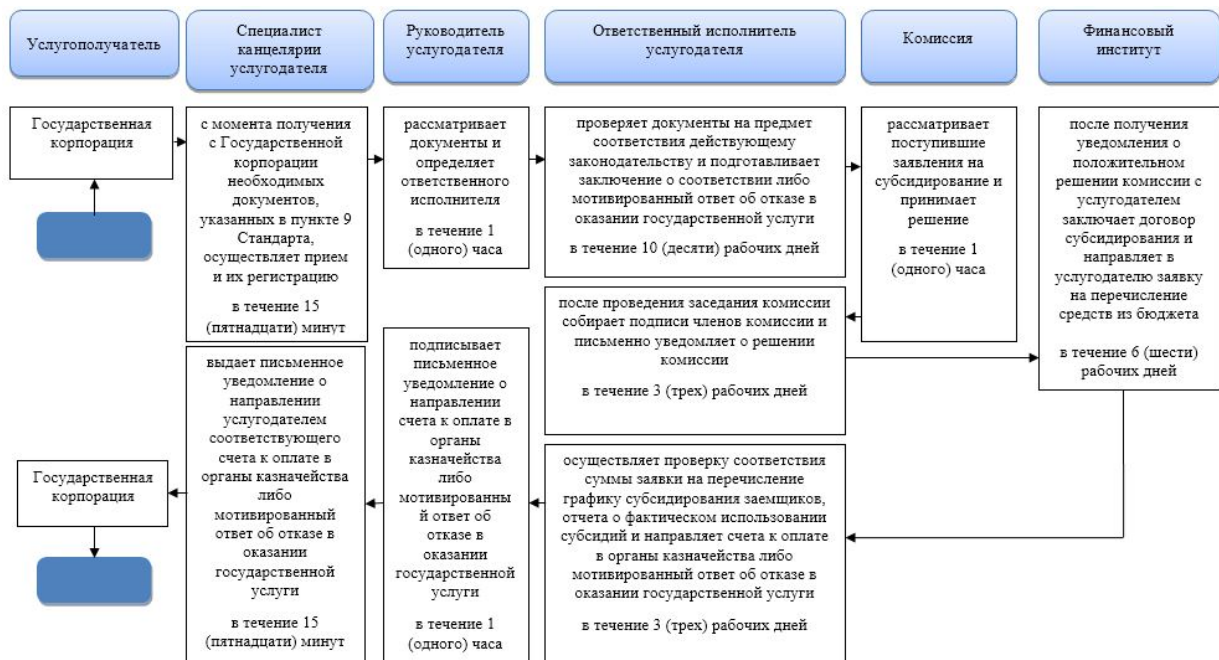 Услугополучатель
Специалист
канцелярии
услугодателя
Руководитель
услугодателя
Ответственный исполнитель
услугодателя
Комиссия
Финансовый
институт
Государственная
корпорация
с момента получения
с Государственной
корпорации
необходимых
документов,
указанных в пункте 9
Стандарта,
осуществляет прием
и их регистрацию
в течение 15
(пятнадцати) минут
рассматривает
документы и
определяет
ответственного
исполнителя
в течение 1
(одного) часа
проверяет документы на предмет
соответствия действующему
законодательству и подготавливает
заключение о соответствии либо
мотивированный ответ об отказе в
оказании государственной услуги
в течение 10 (десяти) рабочих дней
рассматривает
поступившие
заявления на
субсидирование и
принимает
решение
в течение 1
(одного) часа
после получения
уведомления о
положительном
решении комиссии с
услугодателем
заключает договор
субсидирования и
направляет в
услугодателю заявку
на перечисление
средств из бюджета
в течение 6 (шести)
рабочих дней
после проведения заседания комиссии
собирает подписи членов комиссии и
письменно уведомляет о решении
комиссии
в течение 3 (трех) рабочих дней
осуществляет проверку соответствия
суммы заявки на перечисление
графику субсидирования заемщиков,
отчета о фактическом использовании
субсидий и направляет счета к оплате
в органы казначейства либо
мотивированный ответ об отказе в
оказании государственной услуги
в течение 3 (трех) рабочих дней
подписывает
письменное
уведомление о
направлении
счета к оплате в
органы
казначейства
либо
мотивированны
й ответ об
отказе в
оказании
государственной
услуги
в течение 1
(одного) часа
выдает письменное
уведомление о
направлении
услугодателем
соответствующего
счета к оплате в
органы казначейства
либо
мотивированный
ответ об отказе в
оказании
государственной
услуги
в течение 15
(пятнадцати) минут
Государственная
корпорация